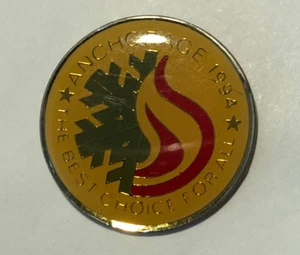 ★ ANCHORAGE 1994 ★
THE BEST CHOICE FOR ALL